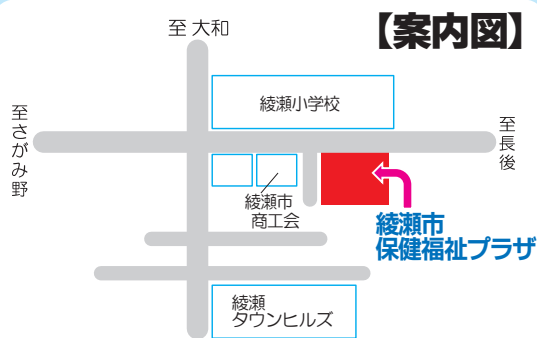 【案内図】
至 大和
綾瀬小学校
至さがみ野
至長後
綾瀬市
商工会
綾瀬市
保健福祉プラザ
綾瀬
タウンヒルズ